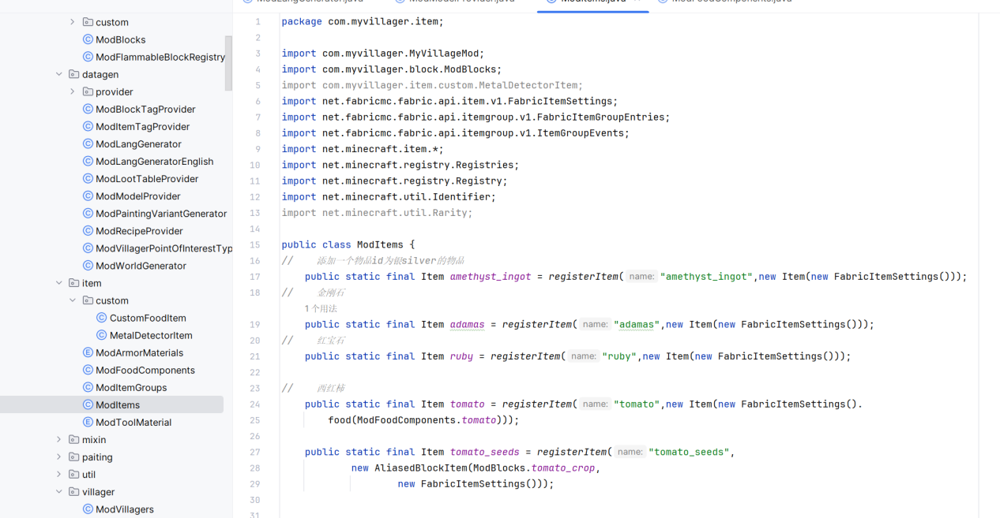 ModLangGenerator.java
ModModelProvider.java
ModItems.java
ModFoodComponents.java
custom
ModBlocks
ModFlammableBlockRegistry
datagen
provider
ModBlockTagProvider
ModItemTagProvider
ModLangGenerator
ModLangGeneratorEnglish
ModLootTableProvider
ModModelProvider
ModPaintingVariantGenerator
ModRecipeProvider
ModVillagerPointOfInterestTyp
ModWorldGenerator
item
custom
CustomFoodItem
MetalDetectorItem
ModArmorMaterials
ModFoodComponents
ModItemGroups
ModItems
ModToolMaterial
mixin
paiting
util
villager
ModVillagers
1 package com.myvillager.item;
2
3 import com.myvillager.MyVillageMod;
4 import com.myvillager.block.ModBlocks;
5 import com.myvillager.item.custom.MetalDetectorItem;
6 import net.fabricmc.fabric.api.item.v1.FabricItemSettings;
7 import net.fabricmc.fabric.api.itemgroup.v1.FabricItemGroupEntries;
8 import net.fabricmc.fabric.api.itemgroup.v1.ItemGroupEvents;
9 import net.minecraft.item.*;
10 import net.minecraft.registry.Registries;
11 import net.minecraft.registry.Registry;
12 import net.minecraft.util.Identifier;
13 import net.minecraft.util.Rarity;
14
15 public class ModItems {
16 // 添加一个物品id为银silver的物品
17 public static final Item amethyst_ingot = registerItem( name: "amethyst_ingot",new Item(new FabricItemSettings()));
18 // 金刚石
1个用法
19 public static final Item adamas = registerItem( name: "adamas",new Item(new FabricItemSettings()));
20 // 红宝石
21 public static final Item ruby = registerItem( name: "ruby",new Item(new FabricItemSettings()));
22
23 // 西红柿
24 public static final Item tomato = registerItem( name: "tomato",new Item(new FabricItemSettings().
25 food(ModFoodComponents.tomato)));
26
27 public static final Item tomato_seeds = registerItem( name: "tomato_seeds",
28 new AliasedBlockItem(ModBlocks.tomato_crop,
29 new FabricItemSettings()));
30
31